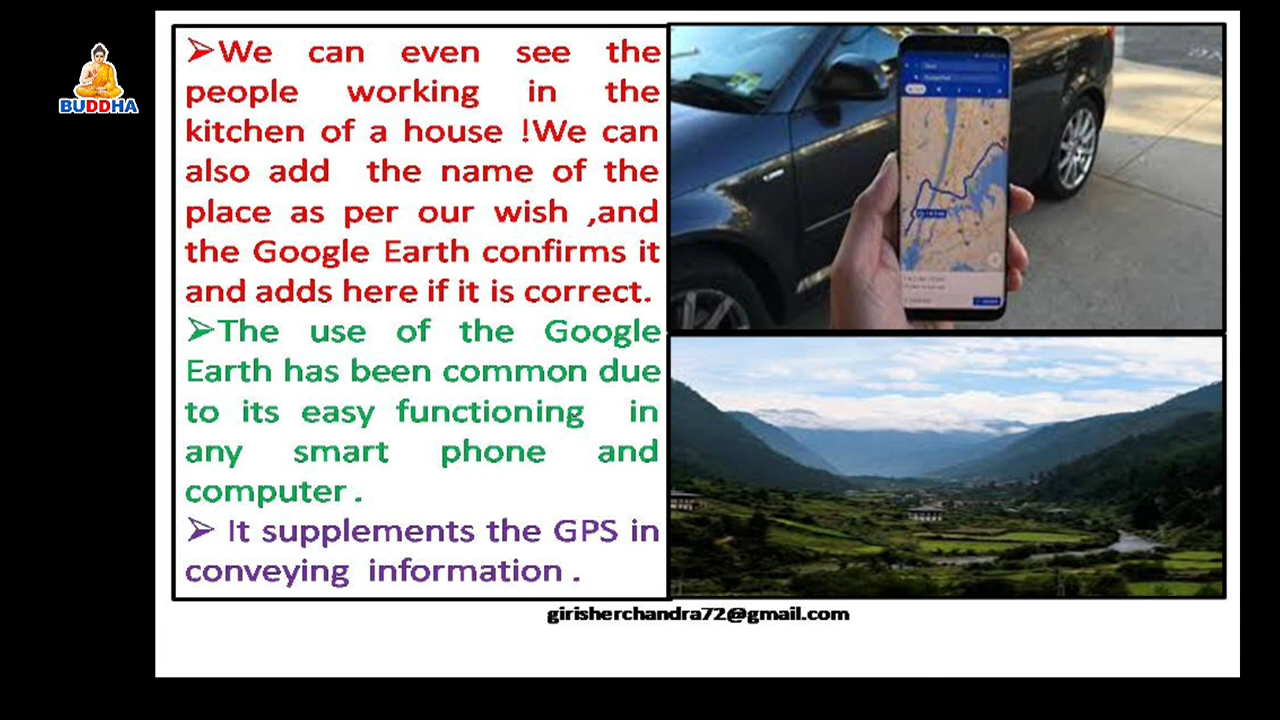 BUDDHA
➢We can even see the
people working in the
kitchen of a house !We can
also add the name of the
place as per our wish ,and
the Google Earth confirms it
and adds here if it is correct.
➢The use of the Google
Earth has been common due
to its easy functioning in
any smart phone and
computer .
➢ It supplements the GPS in
conveying information .
girisherchandra72@gmail.com